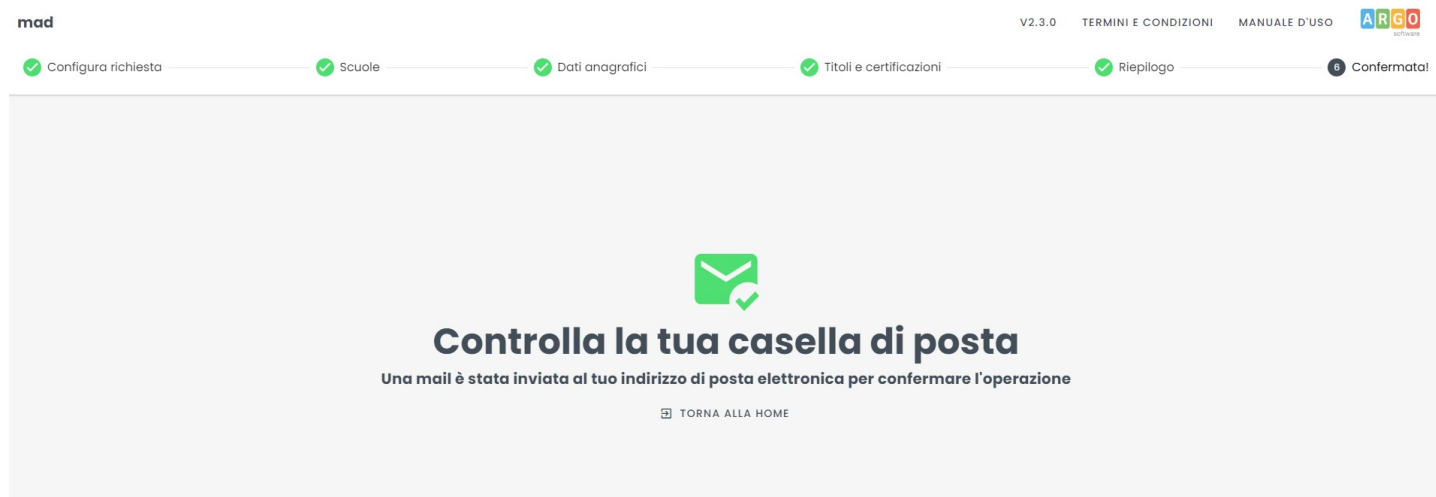 mad
V2.3.0 TERMINI E CONDIZIONI MANUALE D'USO ARGO
software
Configura richiesta Scuole Dati anagrafici Titoli e certificazioni Riepilogo 6 Confermata!
Controlla la tua casella di posta
Una mail è stata inviata al tuo indirizzo di posta elettronica per confermare l'operazione
TORNA ALLA HOME